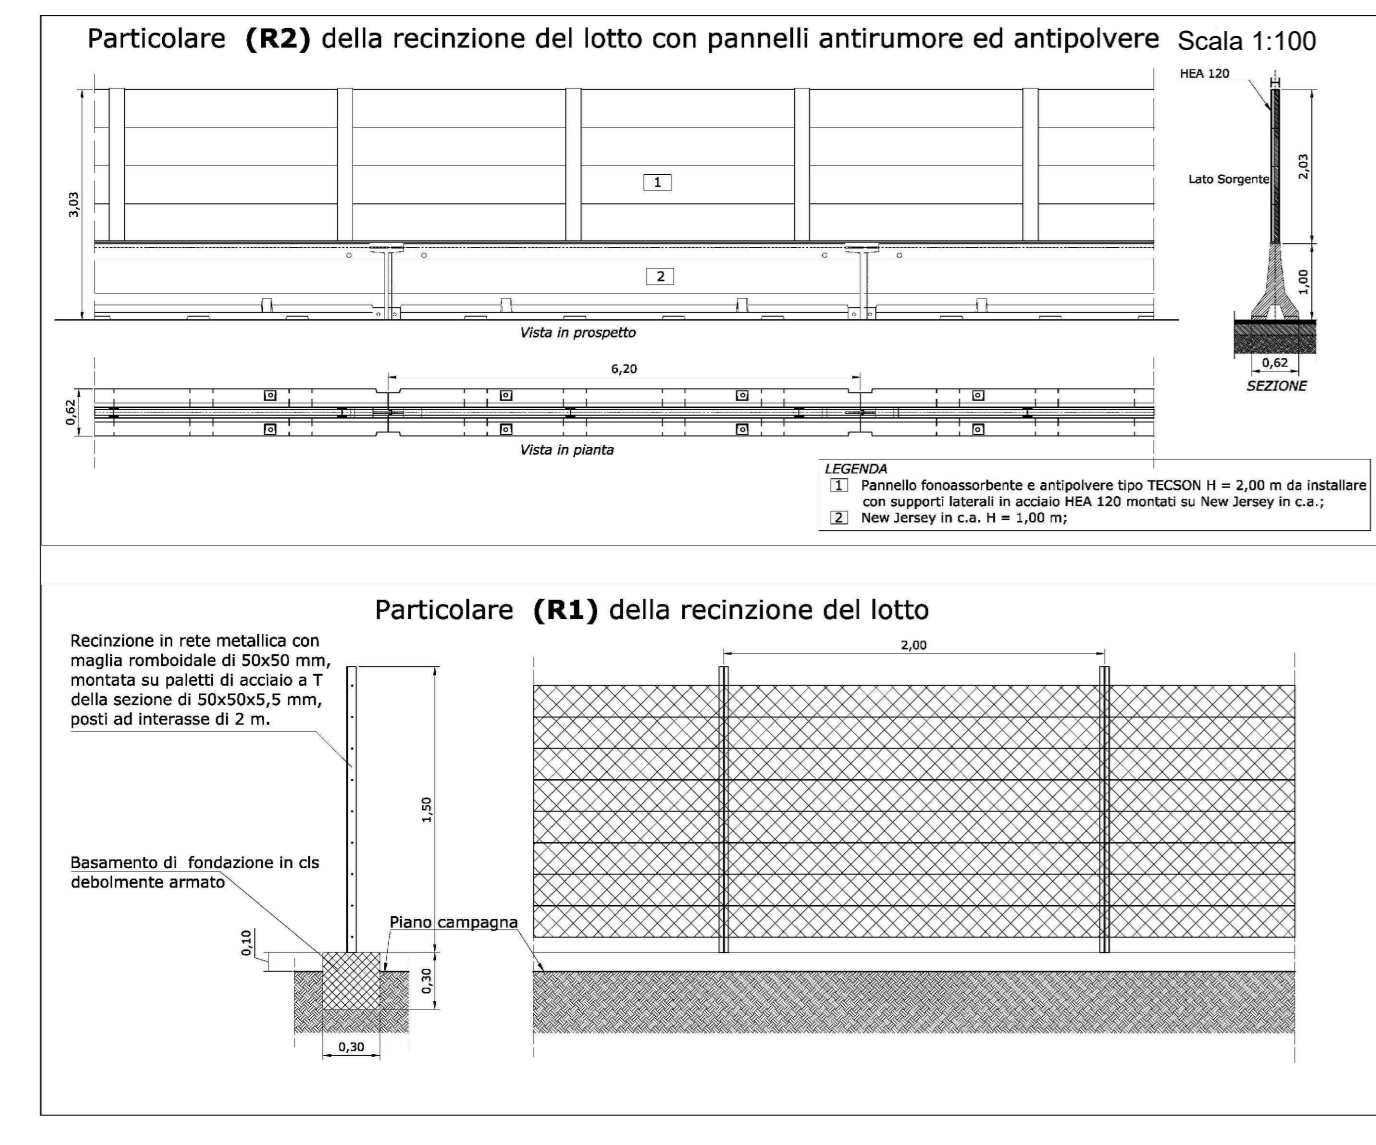 Particolare (R2) della recinzione del lotto con pannelli antirumore ed antipolvere Scala 1:100
HEA 120
3,03
1
2
Lato Sorgente
2,03
1,00
0,62
SEZIONE
Vista in prospetto
6,20
0,62
Vista in pianta
LEGENDA
1 Pannello fonoassorbente e antipolvere tipo TECSON H = 2,00 m da installare
con supporti laterali in acciaio HEA 120 montati su New Jersey in c.a.;
2 New Jersey in c.a. H = 1,00 m;
Particolare (R1) della recinzione del lotto
Recinzione in rete metallica con
maglia romboidale di 50x50 mm,
montata su paletti di acciaio a T
della sezione di 50x50x5,5 mm,
posti ad interasse di 2 m.
2,00
1,50
Basamento di fondazione in cls
debolmente armato
Piano campagna
0,10
0,30
0,30